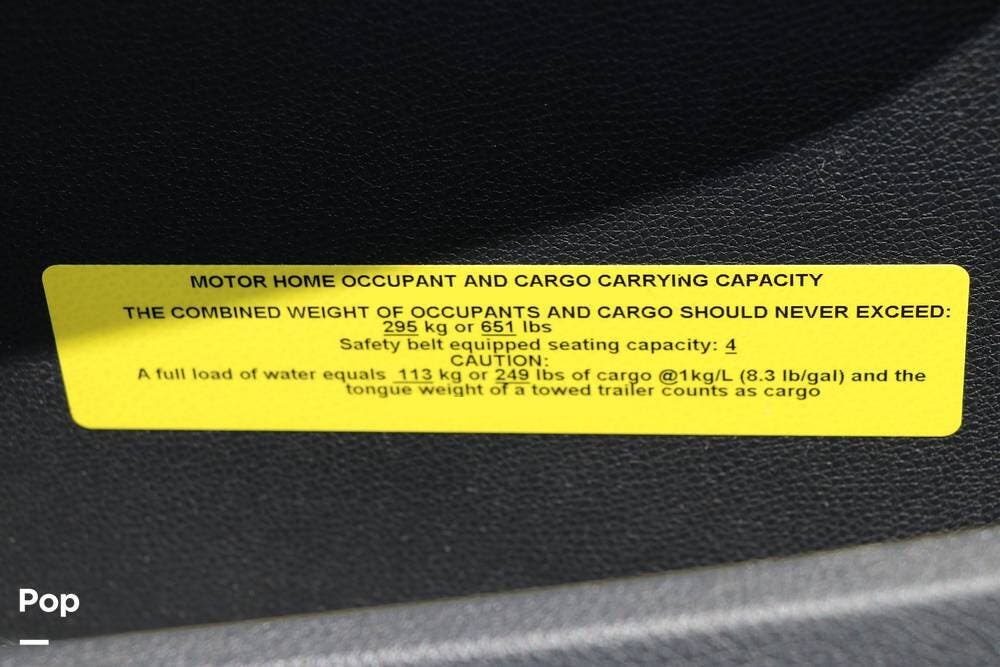 MOTOR HOME OCCUPANT AND CARGO CARRYING CAPACITY
THE COMBINED WEIGHT OF OCCUPANTS AND CARGO SHOULD NEVER EXCEED:
295 kg or 651 lbs
Safety belt equipped seating capacity: 4
CAUTION:
A full load of water equals 113 kg or 249 lbs of cargo @1kg/L (8.3 lb/gal) and the
tongue weight of a towed trailer counts as cargo
Pop